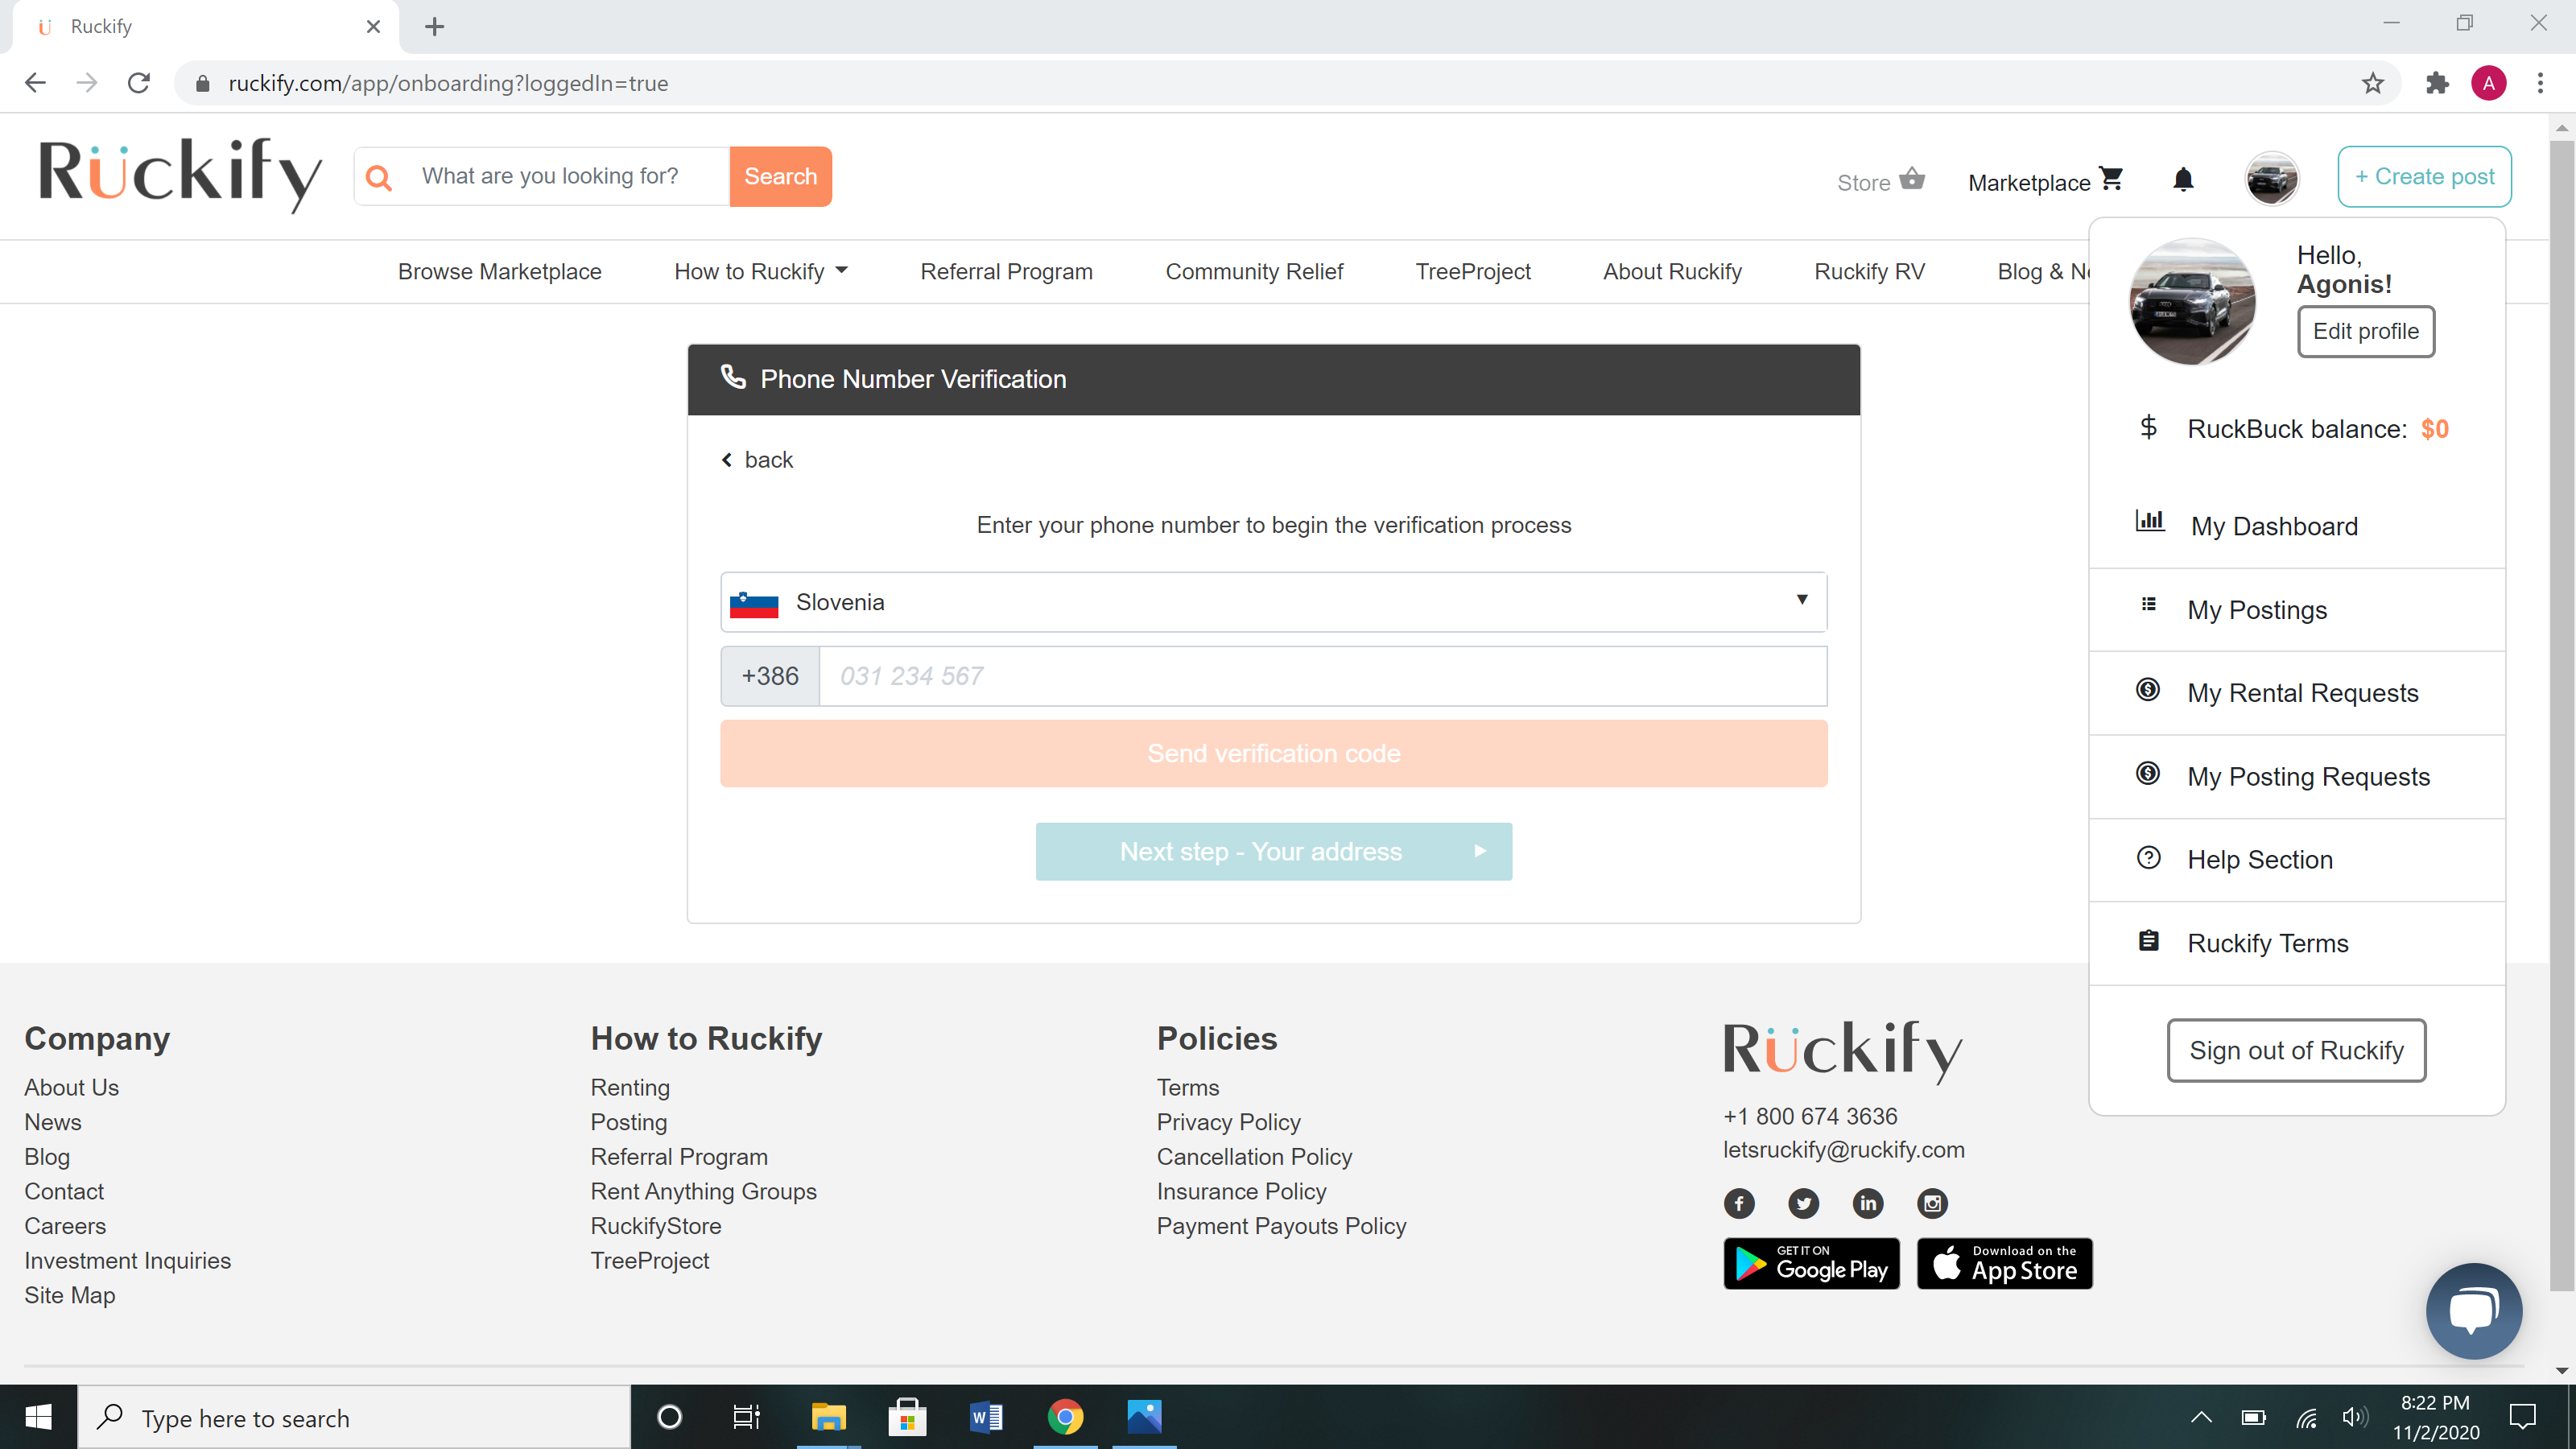 Ruckify
ruckify.com/app/onboarding?loggedIn=true
A
Rückify
What are you looking for?
Search
Store
Marketplace
+ Create post
Browse Marketplace
How to Ruckify
Referral Program
Community Relief
TreeProject
About Ruckify
Ruckify RV
Blog & Ne
Hello,
Agonis!
Edit profile
RuckBuck balance: $0
My Dashboard
My Postings
My Rental Requests
My Posting Requests
Help Section
Ruckify Terms
Sign out of Ruckify
Phone Number Verification
back
Enter your phone number to begin the verification process
Slovenia
+386
031 234 567
Send verification code
Next step - Your address
Company
About Us
News
Blog
Contact
Careers
Investment Inquiries
Site Map
How to Ruckify
Renting
Posting
Referral Program
Rent Anything Groups
RuckifyStore
TreeProject
Policies
Terms
Privacy Policy
Cancellation Policy
Insurance Policy
Payment Payouts Policy
Rückify
+1 800 674 3636
letsruckify@ruckify.com
GET IT ON
Google Play
Download on the
App Store
Type here to search
8:22 PM
11/2/2020